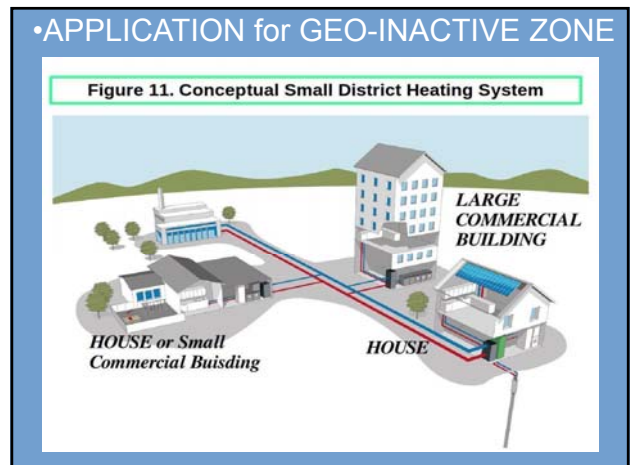 •APPLICATION for GEO-INACTIVE ZONE
Figure 11. Conceptual Small District Heating System
LARGE
COMMERCIAL
BUILDING
HOUSE or Small
Commercial Buisding
HOUSE